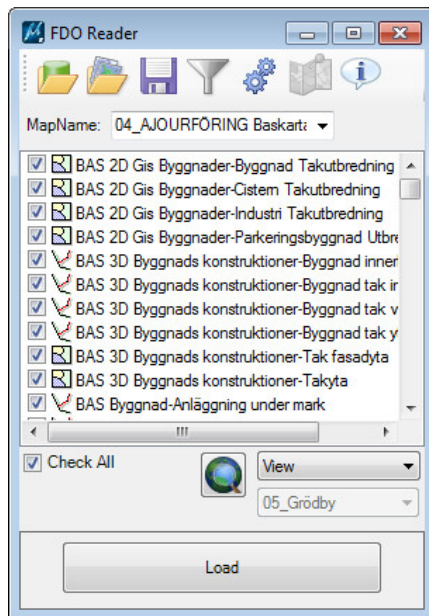 FDO Reader
MapName: 04_AJOURFÖRING Baskarta
BAS 2D Gis Byggnader-Byggnad Takutbredning
BAS 2D Gis Byggnader-Cistern Takutbredning
BAS 2D Gis Byggnader-Industri Takutbredning
BAS 2D Gis Byggnader-Parkeringsbyggnad Utbre
BAS 3D Byggnads konstruktioner-Byggnad inner
BAS 3D Byggnads konstruktioner-Byggnad tak ir
BAS 3D Byggnads konstruktioner-Byggnad tak v
BAS 3D Byggnads konstruktioner-Byggnad tak y
BAS 3D Byggnads konstruktioner-Tak fasadyta
BAS 3D Byggnads konstruktioner-Takyta
BAS Byggnad-Anläggning under mark
Check All
View
05_Grödby
Load